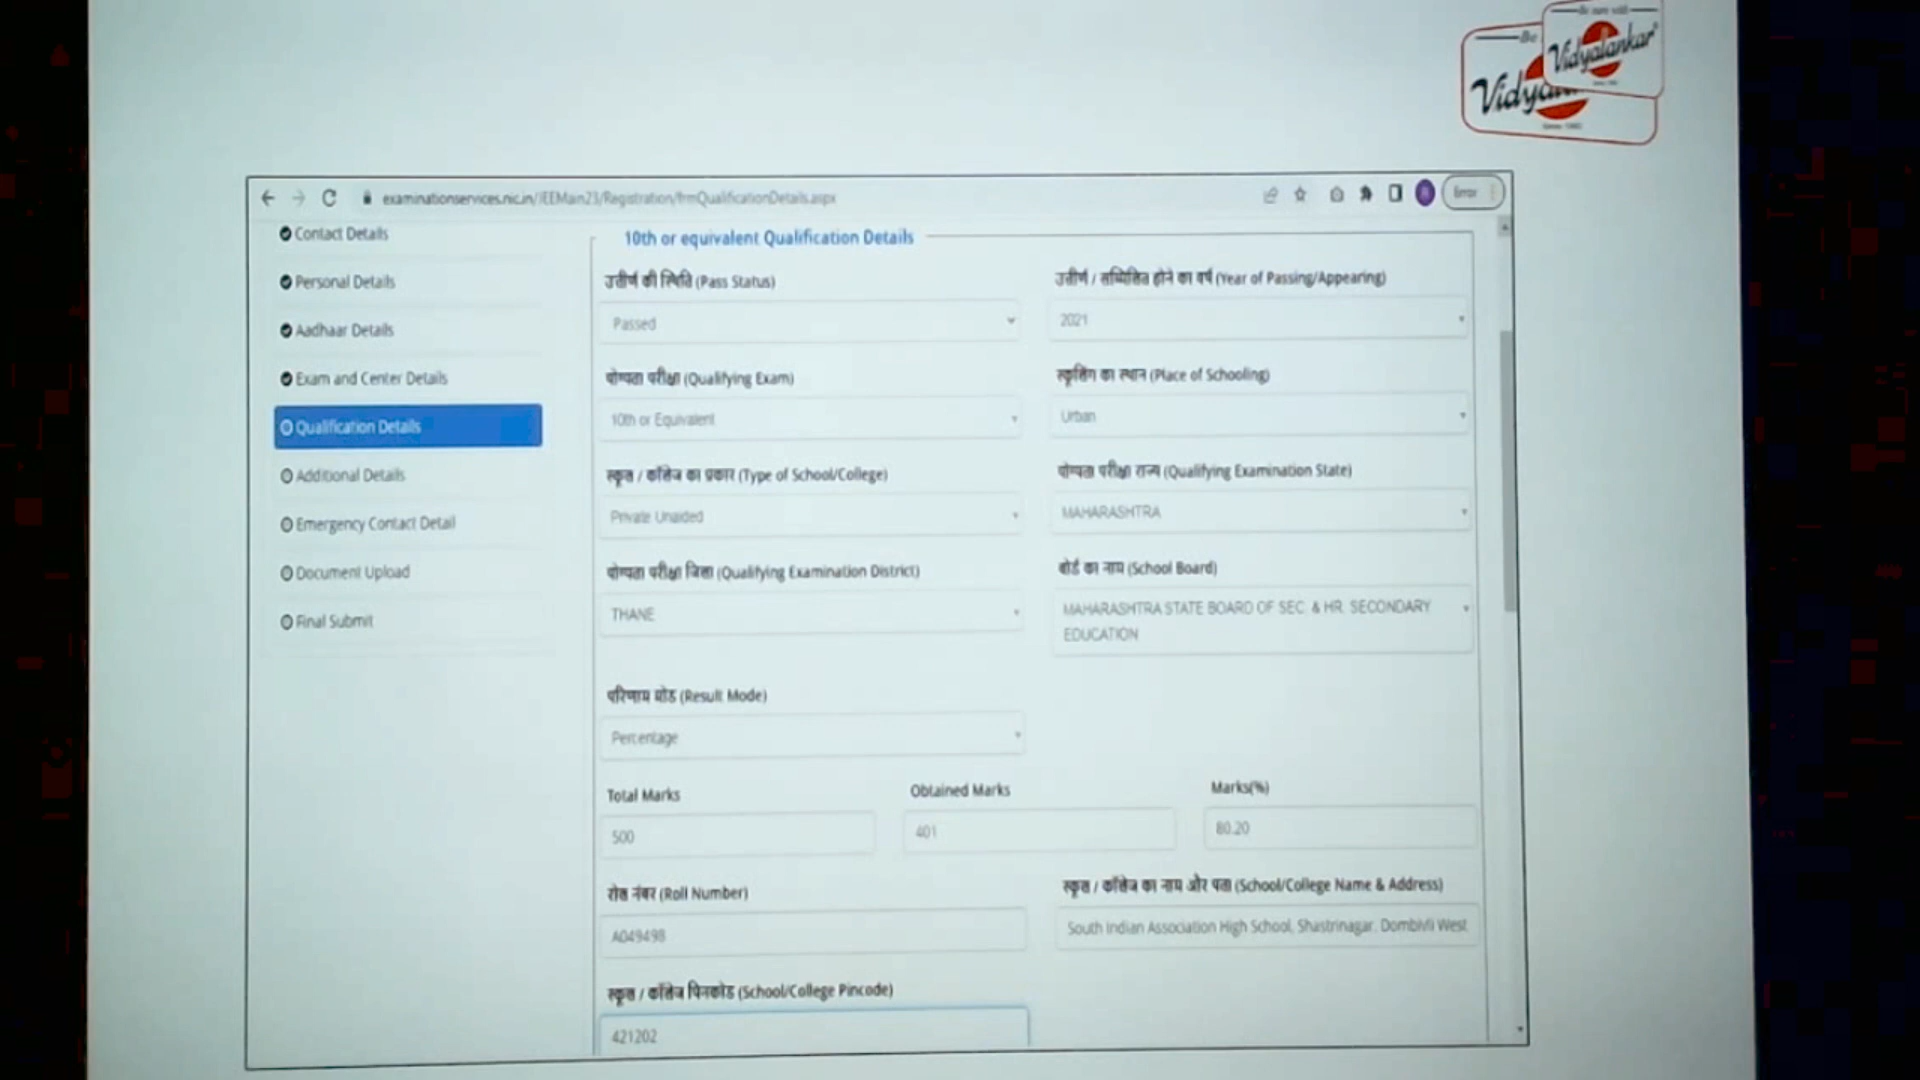 Be sure with
Vidyalankar
Be
examinationservices.nic.in/JEEMain23/Registration/frmQualificationDetails.aspx
Error
Contact Details
Personal Details
Aadhaar Details
Exam and Center Details
Qualification Details
Additional Details
Emergency Contact Detail
Document Upload
Final Submit
10th or equivalent Qualification Details
उत्तीर्ण की स्थिति (Pass Status)
उत्तीर्ण / सम्मिलित होने का वर्ष (Year of Passing/Appearing)
Passed
2021
योग्यता परीक्षा (Qualifying Exam)
स्कूलिंग का स्थान (Place of Schooling)
10th or Equivalent
Urban
स्कूल / कॉलेज का प्रकार (Type of School/College)
योग्यता परीक्षा राज्य (Qualifying Examination State)
Private Unaided
MAHARASHTRA
योग्यता परीक्षा जिला (Qualifying Examination District)
बोर्ड का नाम (School Board)
THANE
MAHARASHTRA STATE BOARD OF SEC. & HR. SECONDARY
EDUCATION
परिणाम मोड (Result Mode)
Percentage
Total Marks
Obtained Marks
Marks(%)
500
401
80.20
रोल नंबर (Roll Number)
स्कूल / कॉलेज का नाम और पता (School/College Name & Address)
A049498
South Indian Association High School, Shastrinagar, Dombivli West
स्कूल / कॉलेज पिनकोड (School/College Pincode)
421202